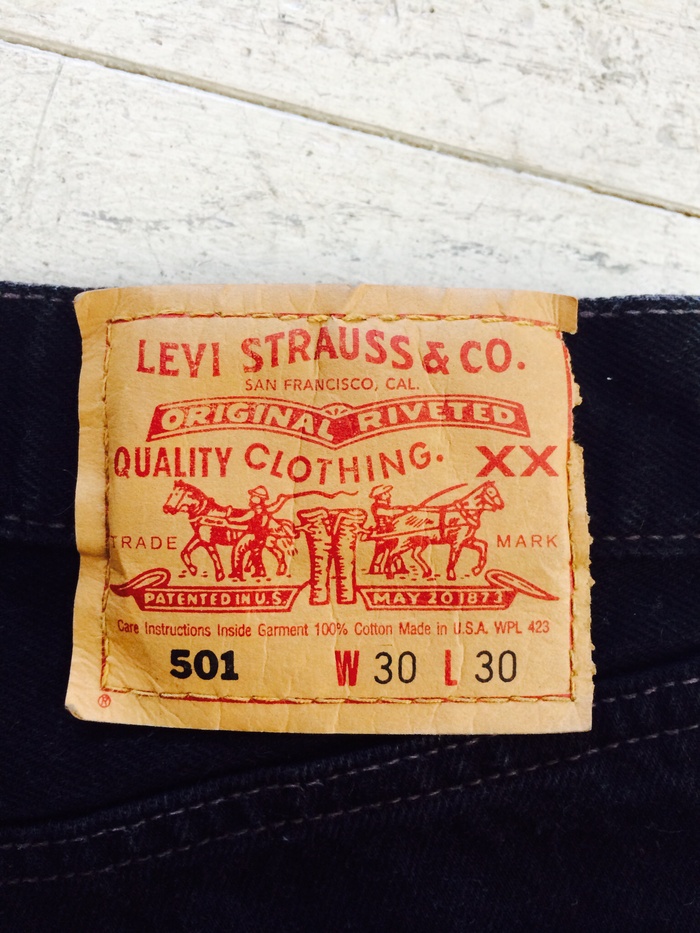 LEVI STRAUSS & CO.
SAN FRANCISCO, CAL.
ORIGINAL RIVETED
QUALITY CLOTHING. XX
TRADE MARK
PATENTED IN U.S. MAY 20 1873
Care Instructions Inside Garment 100% Cotton Made in U.S.A. WPL 423
501 W 30 L 30
®